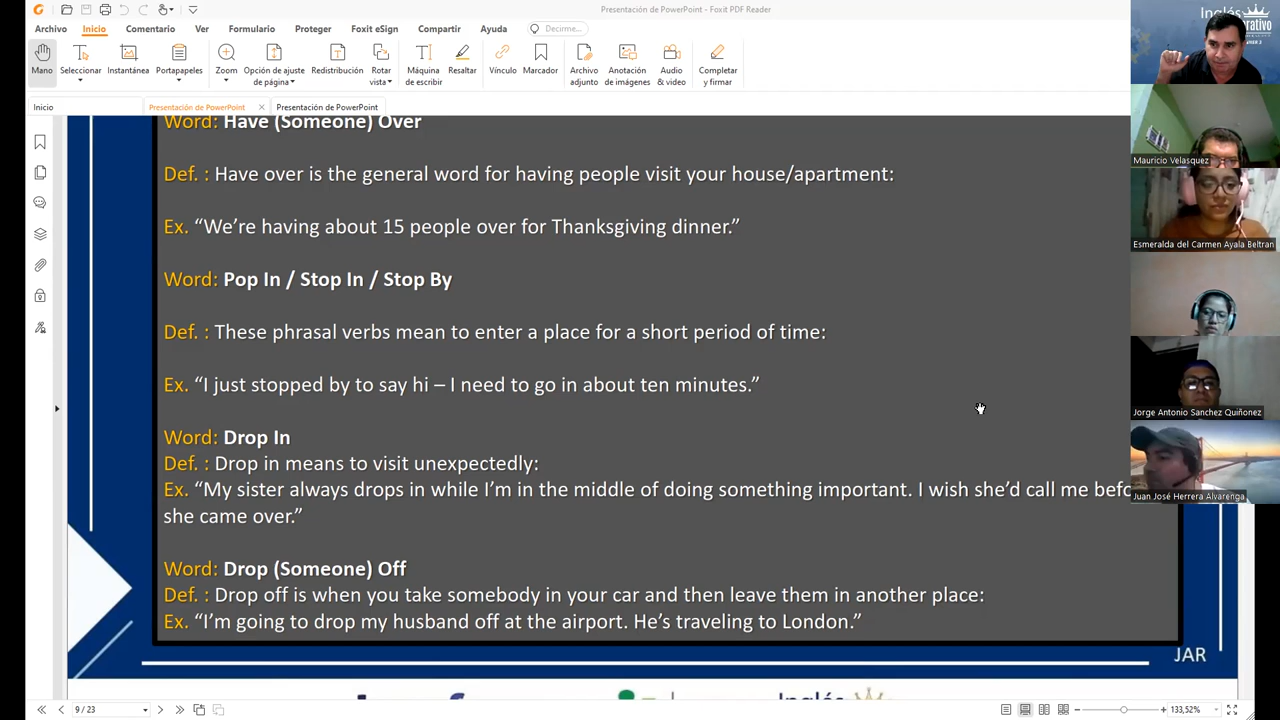 Presentación de PowerPoint - Foxit PDF Reader
Archivo Inicio Comentario Ver Formulario Proteger Foxit eSign Compartir Ayuda Decirme...
Mano Seleccionar Instantánea Portapapeles Zoom Opción de ajuste de página Redistribución Rotar vista Máquina de escribir Resaltar Vínculo Marcador Archivo adjunto Anotación de imágenes Audio & video Completar y firmar
Inicio Presentación de PowerPoint Presentación de PowerPoint
Word: Have (Someone) Over
Def. : Have over is the general word for having people visit your house/apartment:
Ex. “We’re having about 15 people over for Thanksgiving dinner.”
Word: Pop In / Stop In / Stop By
Def. : These phrasal verbs mean to enter a place for a short period of time:
Ex. “I just stopped by to say hi – I need to go in about ten minutes.”
Word: Drop In
Def. : Drop in means to visit unexpectedly:
Ex. “My sister always drops in while I’m in the middle of doing something important. I wish she’d call me
she came over.”
Word: Drop (Someone) Off
Def. : Drop off is when you take somebody in your car and then leave them in another place:
Ex. “I’m going to drop my husband off at the airport. He’s traveling to London.”
JAR
Inglés
9 / 23
133,52%
Inglés
Mauricio Velasquez
Esmeralda del Carmen Ayala Beltran
Jorge Antonio Sanchez Quiñonez
Juan José Herrera Alvarenga